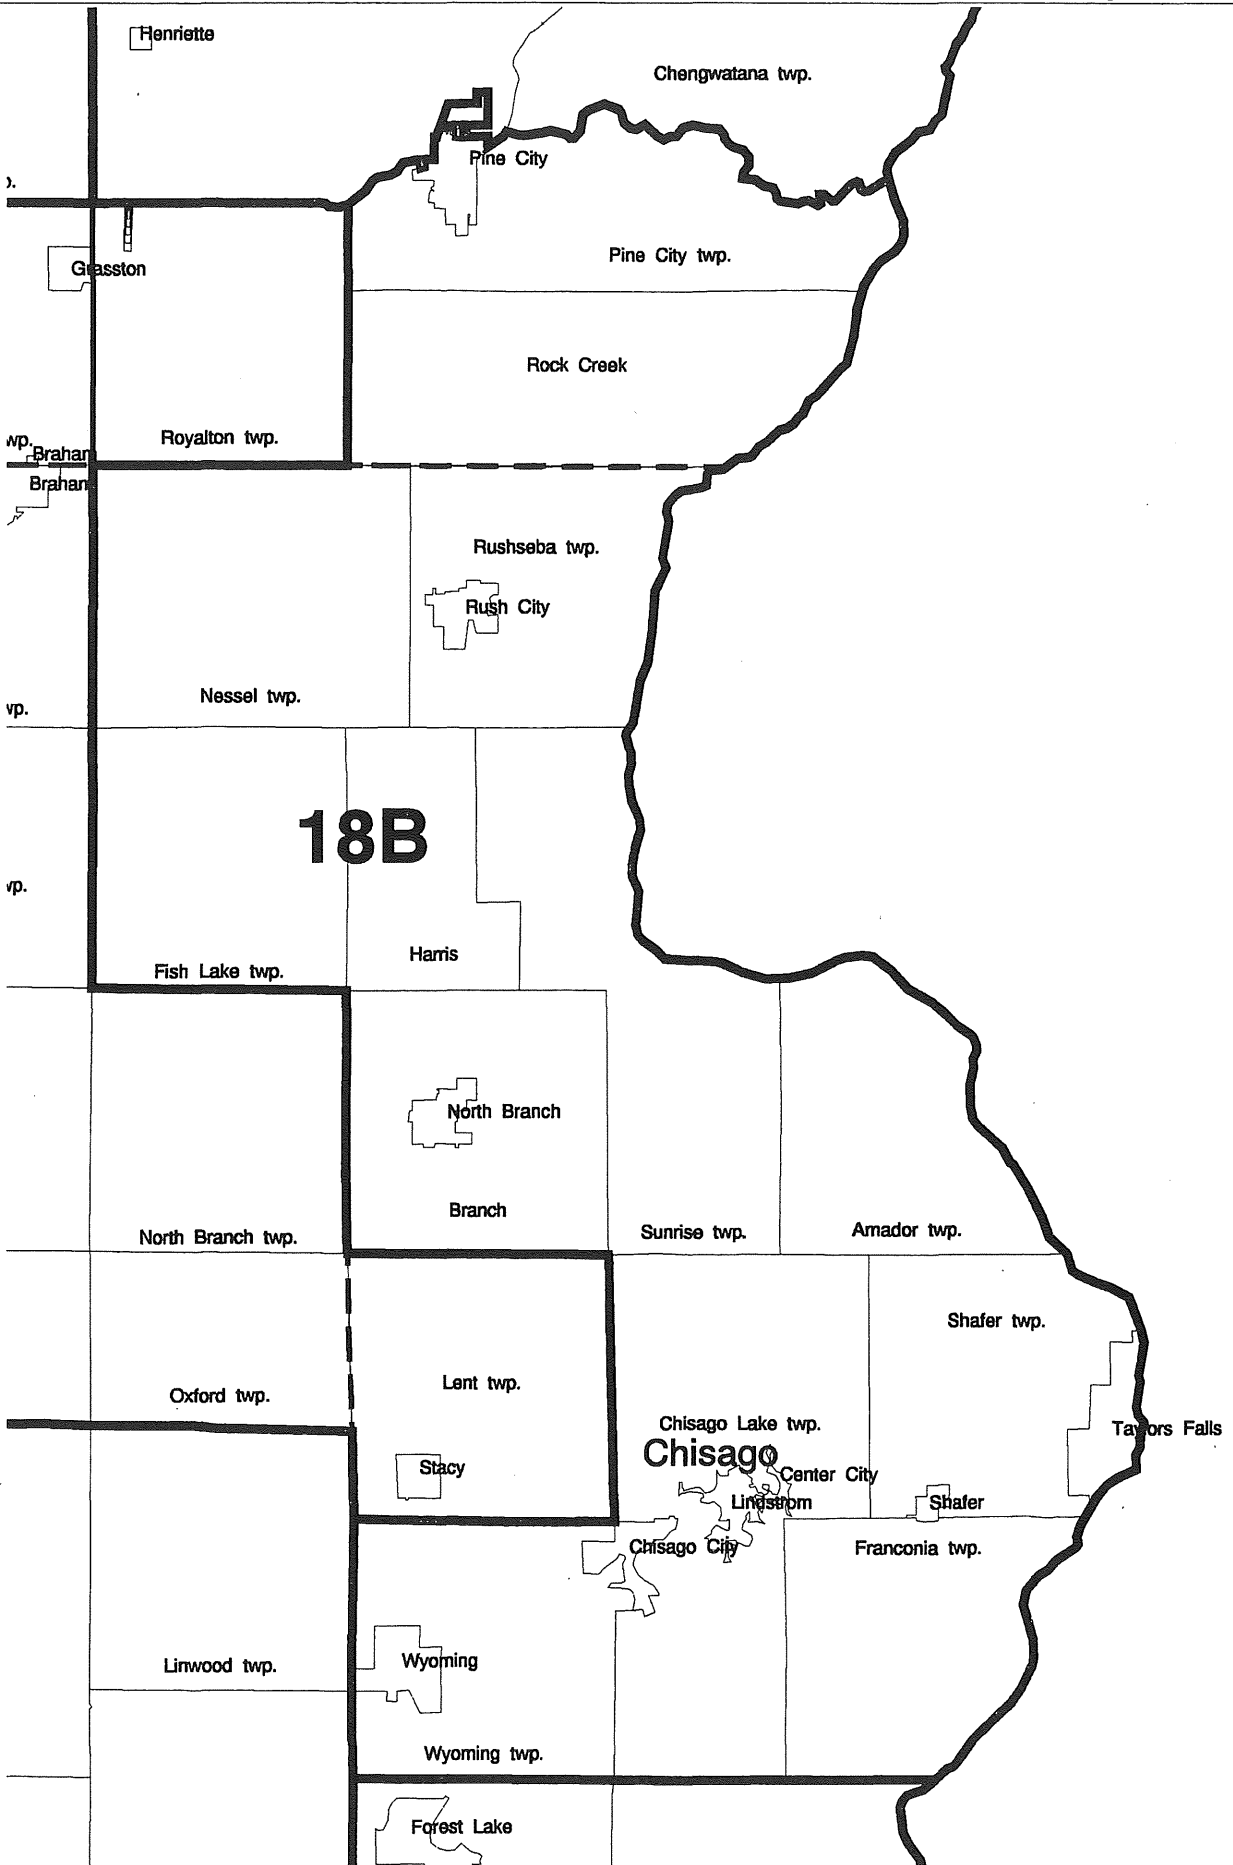 Henriette
Chengwatana twp.
Pine City
Pine City twp.
Grasston
Rock Creek
Royalton twp.
wp.
Braham
Braham
Rushseba twp.
Rush City
Nessel twp.
wp.
18B
wp.
Harris
Fish Lake twp.
North Branch
Branch
North Branch twp.
Sunrise twp.
Amador twp.
Shafer twp.
Lent twp.
Oxford twp.
Chisago Lake twp.
Taylors Falls
Chisago
Stacy
Center City
Lindstrom
Shafer
Chisago City
Franconia twp.
Wyoming
Linwood twp.
Wyoming twp.
Forest Lake